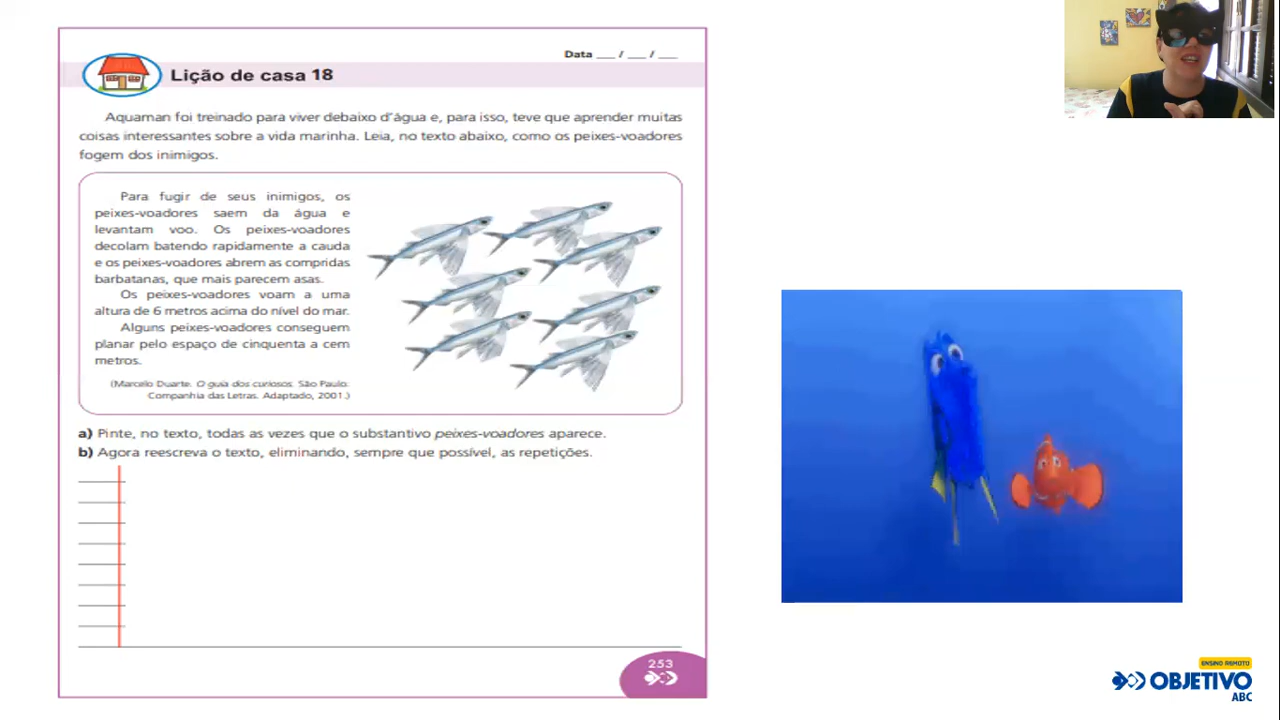 Data ___ / ___ / ___
Lição de casa 18
Aquaman foi treinado para viver debaixo d'água e, para isso, teve que aprender muitas
coisas interessantes sobre a vida marinha. Leia, no texto abaixo, como os peixes-voadores
fogem dos inimigos.
Para fugir de seus inimigos, os
peixes-voadores saem da água e
levantam voo. Os peixes-voadores
decolam batendo rapidamente a cauda
e os peixes-voadores abrem as compridas
barbatanas, que mais parecem asas.
Os peixes-voadores voam a uma
altura de 6 metros acima do nível do mar.
Alguns peixes-voadores conseguem
planar pelo espaço de cinquenta a cem
metros.
(Marcelo Duarte. O guia dos curiosos. São Paulo:
Companhia das Letras. Adaptado, 2001.)
a) Pinte, no texto, todas as vezes que o substantivo peixes-voadores aparece.
b) Agora reescreva o texto, eliminando, sempre que possível, as repetições.
253
ENSINO REMOTO
OBJETIVO
ABC